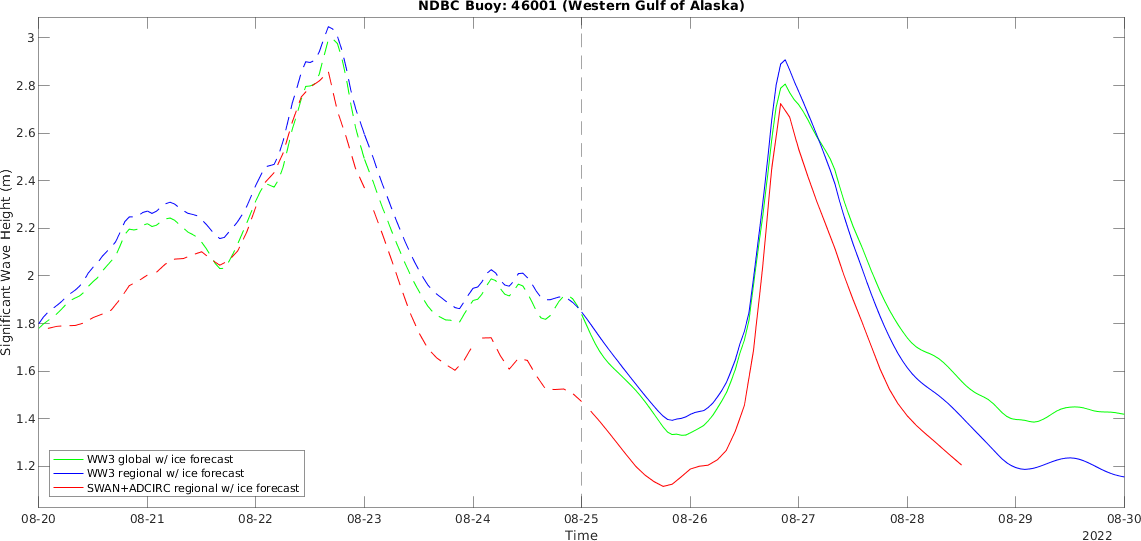 NDBC Buoy: 46001 (Western Gulf of Alaska)
Significant Wave Height (m)
3
2.8
2.6
2.4
2.2
2
1.8
1.6
1.4
1.2
WW3 global w/ ice forecast
WW3 regional w/ ice forecast
SWAN+ADCIRC regional w/ ice forecast
08-20 08-21 08-22 08-23 08-24 08-25 08-26 08-27 08-28 08-29 08-30
Time
2022